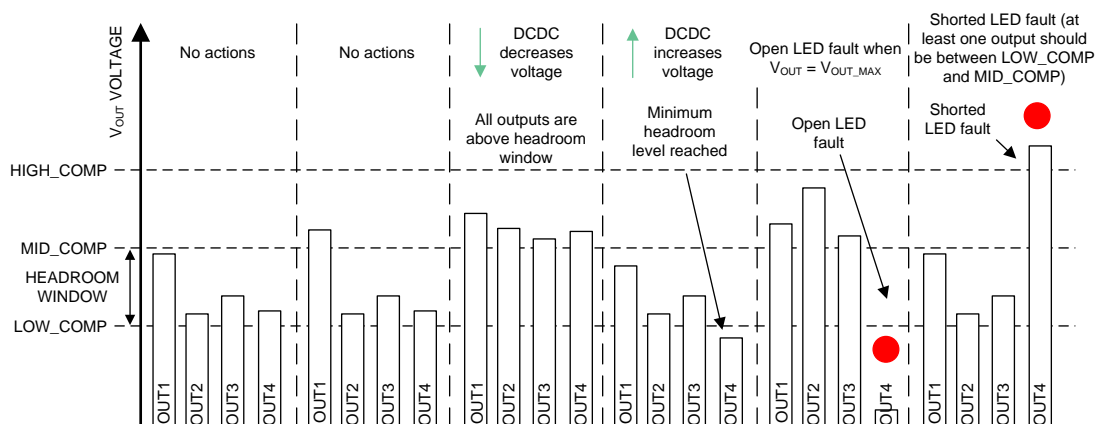 V_OUT VOLTAGE
HIGH_COMP
MID_COMP
HEADROOM
WINDOW
LOW_COMP
No actions
OUT1
OUT2
OUT3
OUT4
No actions
OUT1
OUT2
OUT3
OUT4
DCDC
decreases
voltage
All outputs are
above headroom
window
OUT1
OUT2
OUT3
OUT4
DCDC
increases
voltage
Minimum
headroom
level reached
OUT1
OUT2
OUT3
OUT4
Open LED fault when
V_OUT = V_OUT_MAX
Open LED
fault
OUT1
OUT2
OUT3
OUT4
Shorted LED fault (at
least one output should
be between LOW_COMP
and MID_COMP)
Shorted
LED fault
OUT1
OUT2
OUT3
OUT4